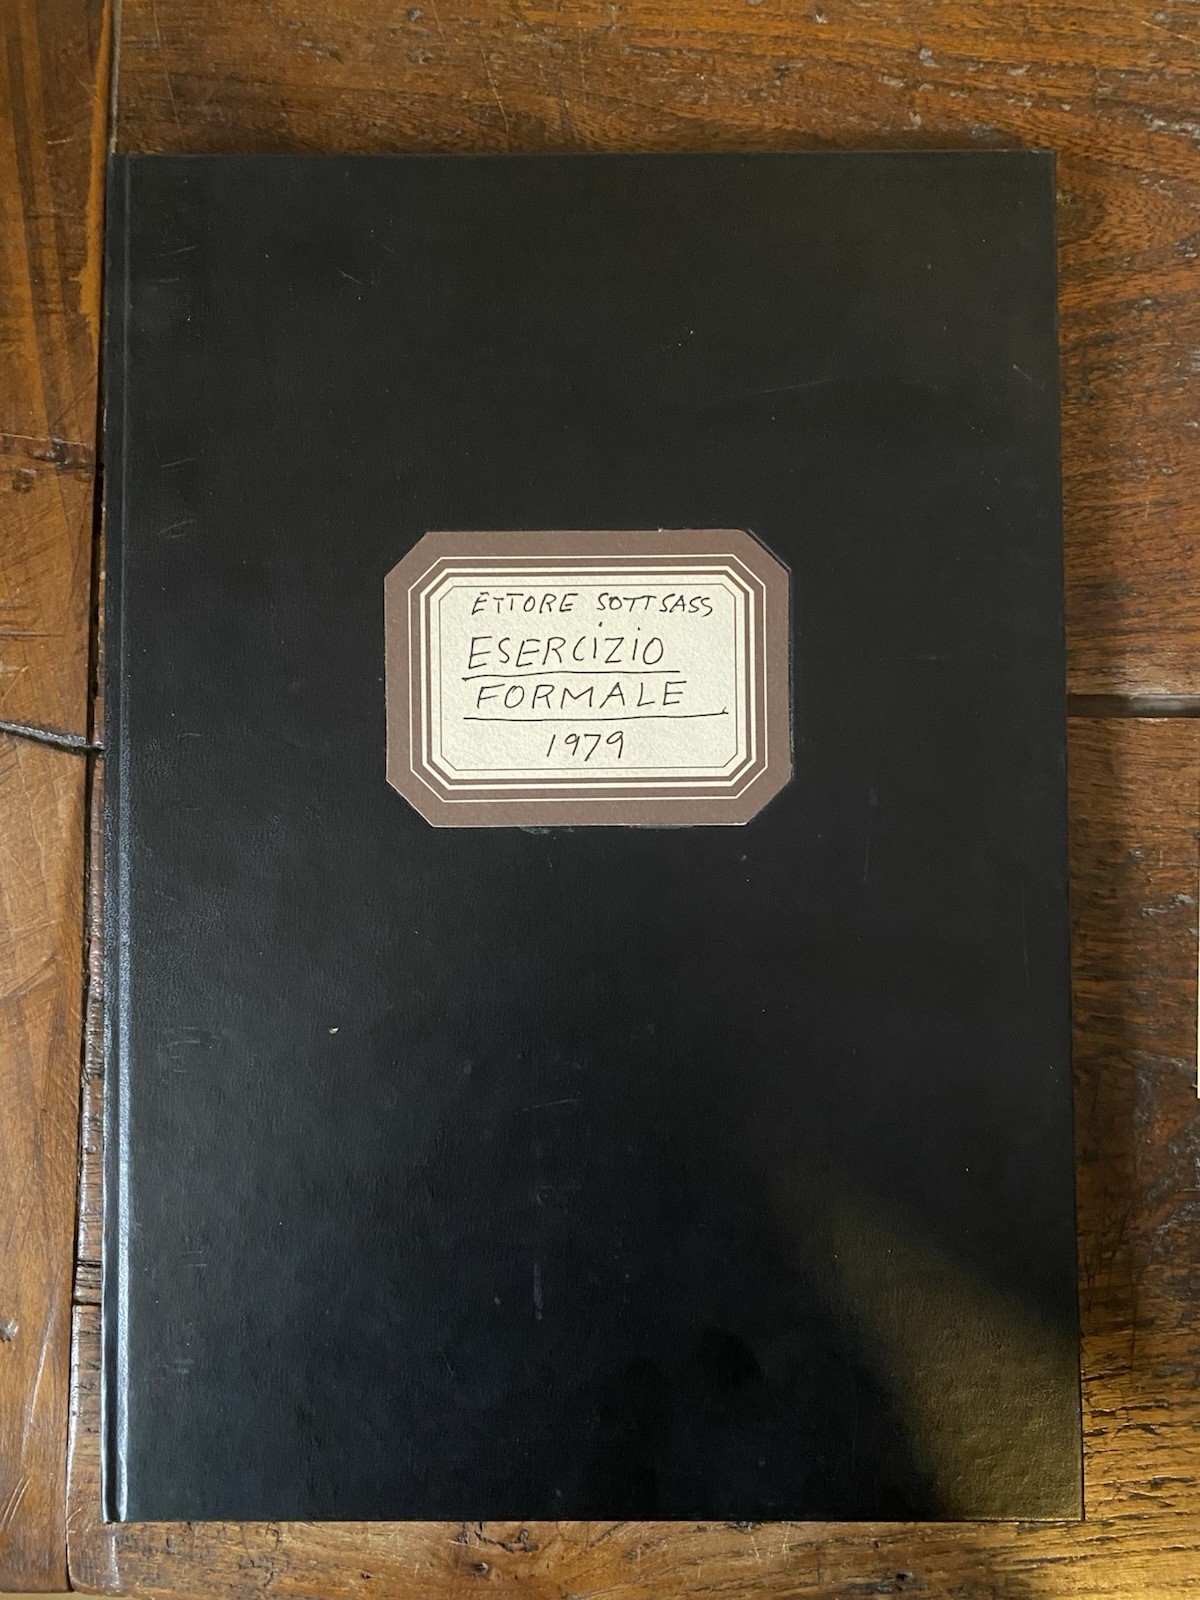 ETTORE SOTTSASS
ESERCIZIO
FORMALE
1979